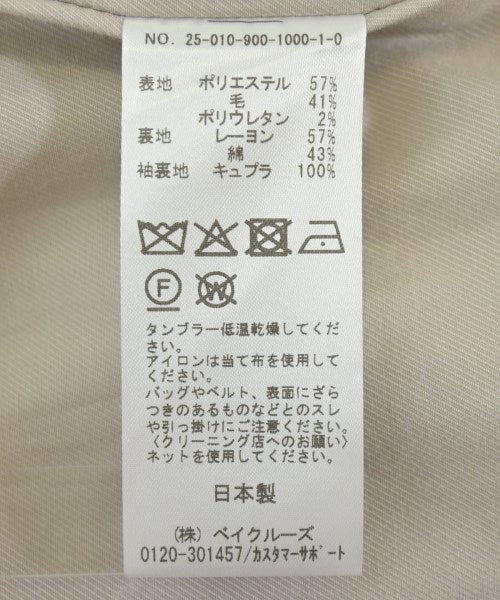 NO. 25-010-900-1000-1-0
表地 ポリエステル 57%
毛 41%
ポリウレタン 2%
裏地 レーヨン 57%
綿 43%
袖裏地 キュプラ 100%
F W
タンブラー低温乾燥してくだ
さい。
アイロンは当て布を使用して
ください。
バッグやベルト、表面にざら
つきのあるものなどとのスレ
や引っ掛けにご注意ください。
〈クリーニング店へのお願い〉
ネットを使用してください。
日本製
(株) ベイクルーズ
0120-301457/ｶｽﾀﾏｰｻﾎﾟｰﾄ